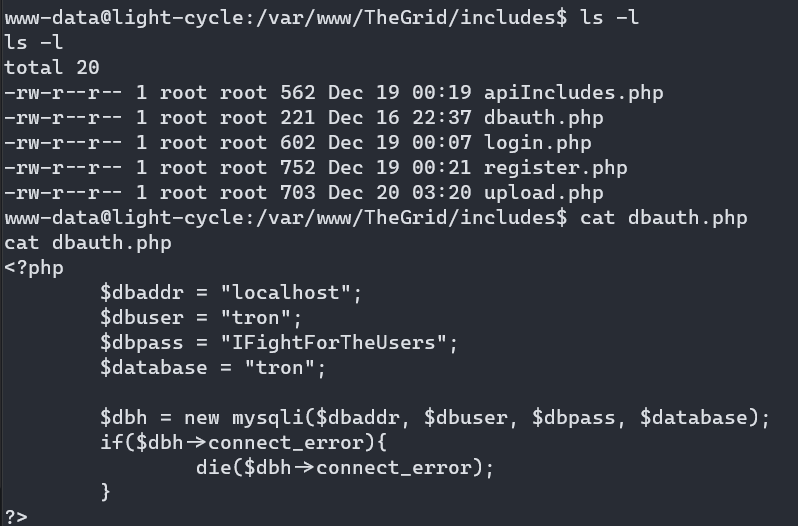 www-data@light-cycle:/var/www/TheGrid/includes$ ls -l
ls -l
total 20
-rw-r--r-- 1 root root 562 Dec 19 00:19 apiIncludes.php
-rw-r--r-- 1 root root 221 Dec 16 22:37 dbauth.php
-rw-r--r-- 1 root root 602 Dec 19 00:07 login.php
-rw-r--r-- 1 root root 752 Dec 19 00:21 register.php
-rw-r--r-- 1 root root 703 Dec 20 03:20 upload.php
www-data@light-cycle:/var/www/TheGrid/includes$ cat dbauth.php
cat dbauth.php
<?php
        $dbaddr = "localhost";
        $dbuser = "tron";
        $dbpass = "IFightForTheUsers";
        $database = "tron";

        $dbh = new mysqli($dbaddr, $dbuser, $dbpass, $database);
        if($dbh->connect_error){
                die($dbh->connect_error);
        }
?>